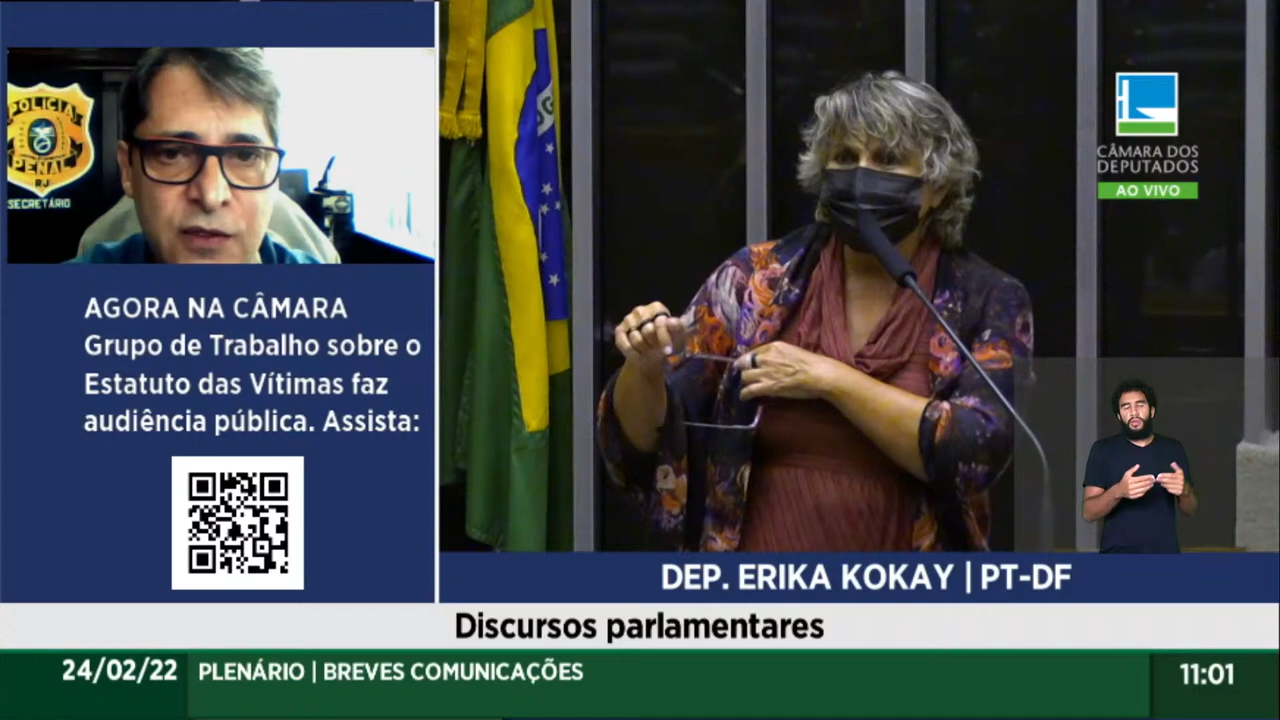 POLICIA
PENAL
RJ
SECRETÁRIO
AGORA NA CÂMARA
Grupo de Trabalho sobre o
Estatuto das Vítimas faz
audiência pública. Assista:
CÂMARA DOS
DEPUTADOS
AO VIVO
DEP. ERIKA KOKAY | PT-DF
Discursos parlamentares
24/02/22
PLENÁRIO | BREVES COMUNICAÇÕES
11:01